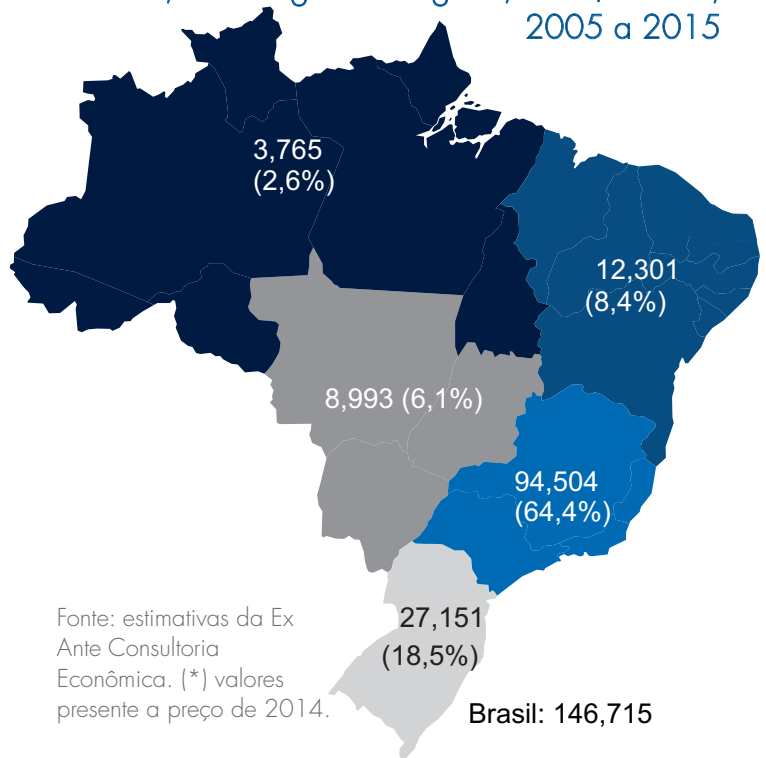 2005 a 2015
3,765
(2,6%)
12,301
(8,4%)
8,993 (6,1%)
94,504
(64,4%)
27,151
(18,5%)
Fonte: estimativas da Ex
Ante Consultoria
Econômica. (*) valores
presente a preço de 2014.
Brasil: 146,715